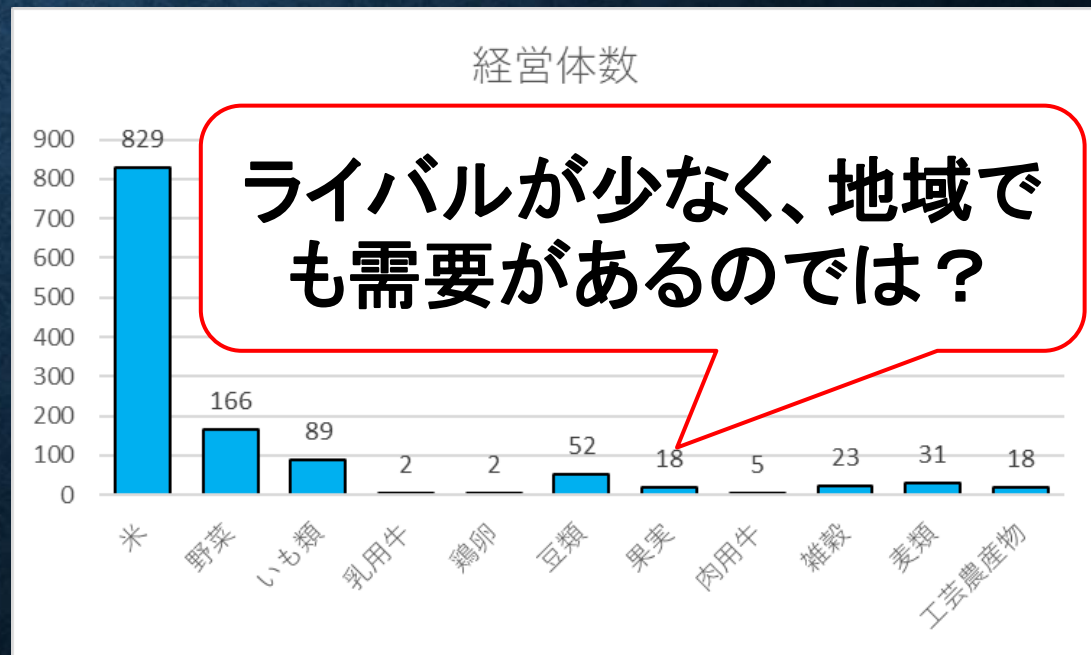 経営体数
900
800
700
600
500
400
300
200
100
0
829
166
89
2
2
52
18
5
23
31
18
ライバルが少なく、地域で
も需要があるのでは？
米
野菜
いも類
乳用牛
鶏卵
豆類
果実
肉用牛
雑穀
麦類
工芸農産物